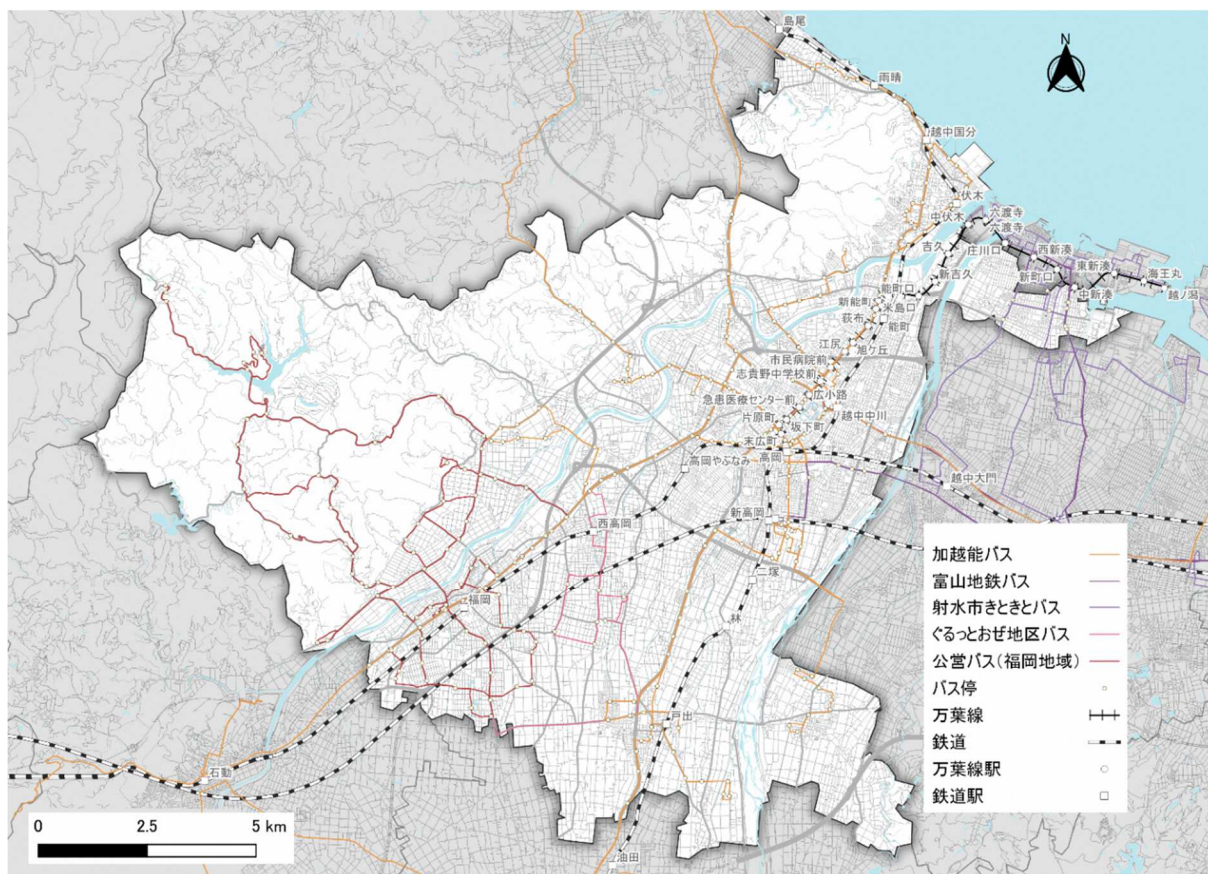 島尾
N
雨晴
越中国分
伏木
中伏木
六渡寺
六渡寺
吉久
庄川口
西新湊
東新湊
海王丸
新吉久
新町口
能町口
中新湊
越ノ潟
新能町
米島口
荻布
能町
江尻
旭ケ丘
市民病院前
志貴野中学校前
急患医療センター前
広小路
片原町
越中中川
坂下町
末広町
高岡やぶなみ
高岡
越中大門
西高岡
新高岡
二塚
福岡
林
戸出
石動
油田
加越能バス
富山地鉄バス
射水市きときとバス
ぐるっとおぜ地区バス
公営バス(福岡地域)
バス停
万葉線
鉄道
万葉線駅
鉄道駅
0 2.5 5 km